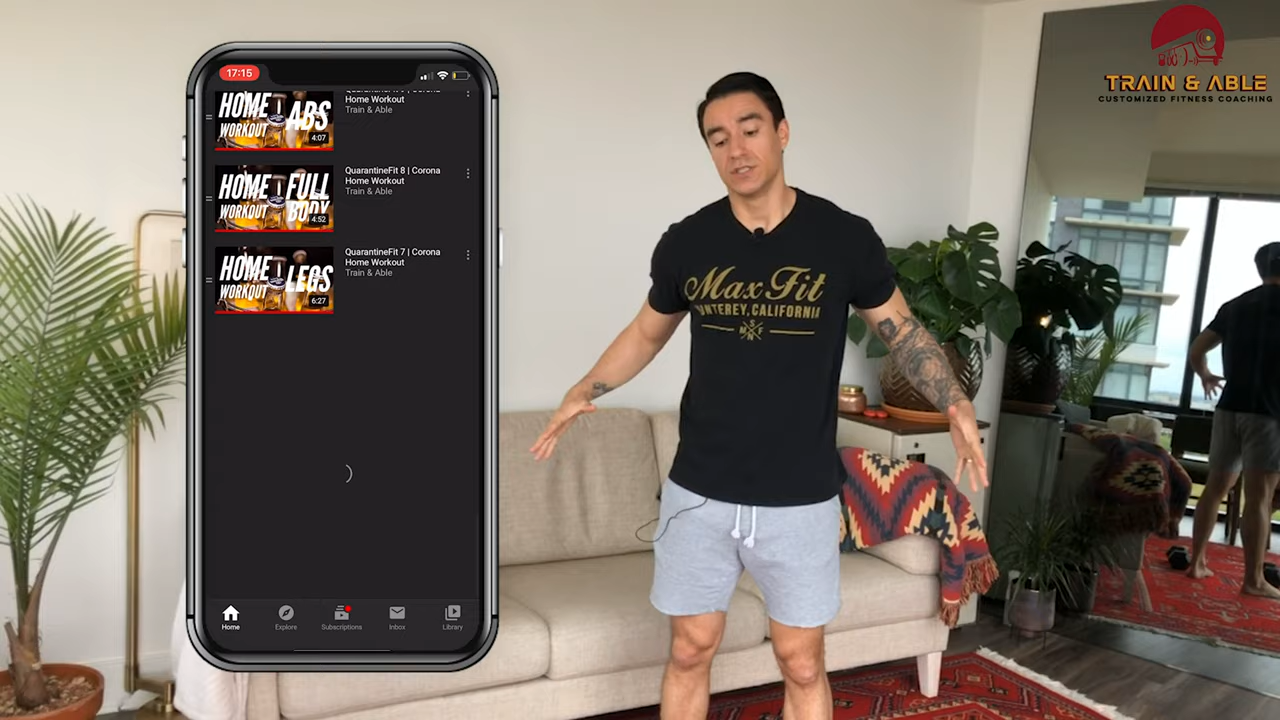 17:15
HOME
WORKOUT
ABS
4:07
Home Workout
Train & Able
HOME
WORKOUT
FULL
BODY
4:52
QuarantineFit 8 | Corona
Home Workout
Train & Able
HOME
WORKOUT
LEGS
6:27
QuarantineFit 7 | Corona
Home Workout
Train & Able
Home
Explore
Subscriptions
Inbox
Library
Max Fit
MONTEREY, CALIFORNIA
S
M F
N
TRAIN & ABLE
CUSTOMIZED FITNESS COACHING